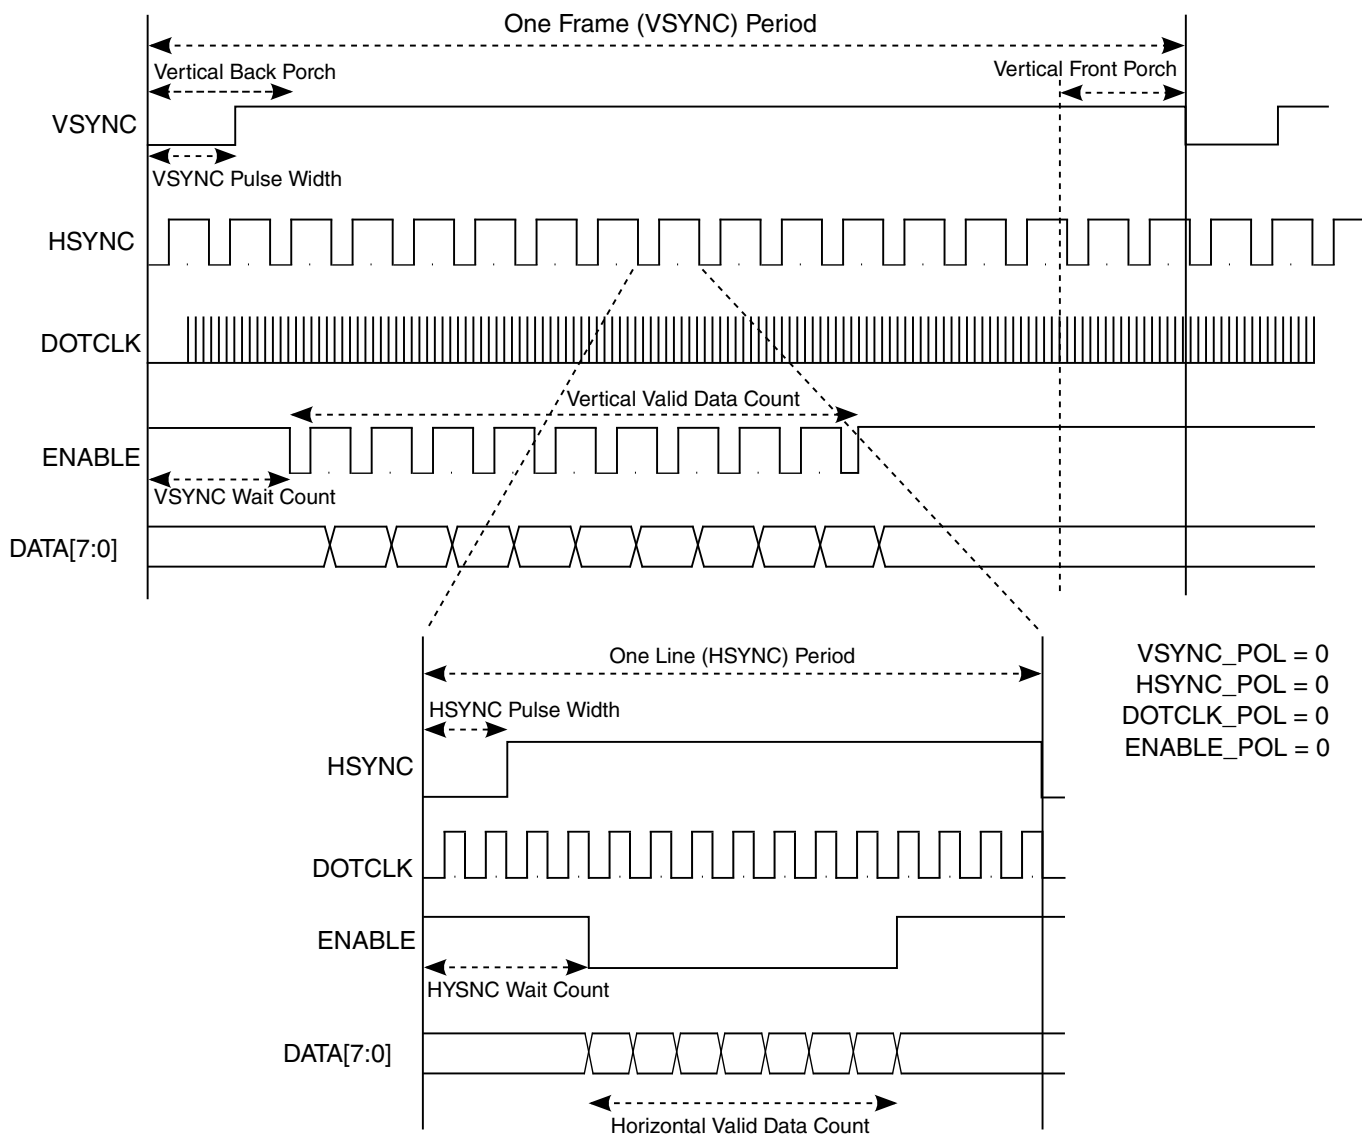 One Frame (VSYNC) Period
Vertical Back Porch
Vertical Front Porch
VSYNC
VSYNC Pulse Width
HSYNC
DOTCLK
Vertical Valid Data Count
ENABLE
VSYNC Wait Count
DATA[7:0]
One Line (HSYNC) Period
VSYNC_POL = 0
HSYNC_POL = 0
DOTCLK_POL = 0
ENABLE_POL = 0
HSYNC Pulse Width
HSYNC
DOTCLK
ENABLE
HYSNC Wait Count
DATA[7:0]
Horizontal Valid Data Count